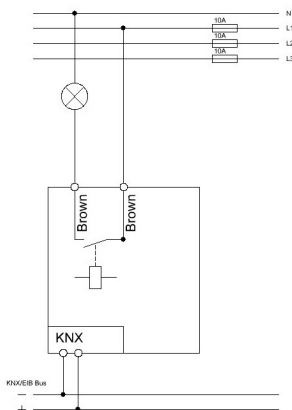 N
10A
L1
10A
L2
10A
L3
Brown
Brown
KNX
KNX/EIB Bus